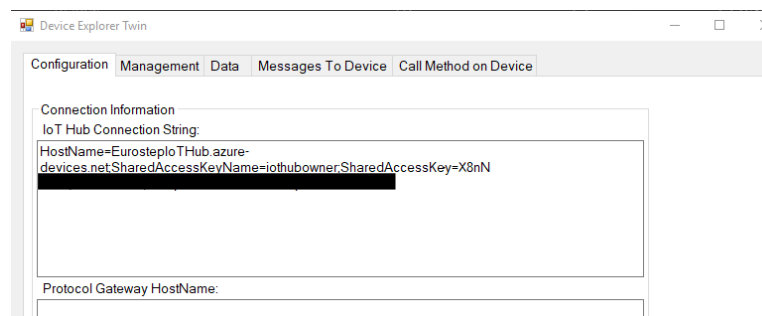 Device Explorer Twin
Configuration Management Data Messages To Device Call Method on Device
Connection Information
IoT Hub Connection String:
HostName=EurostepIoTHub.azure-
devices.net;SharedAccessKeyName=iothubowner;SharedAccessKey=X8nN
Protocol Gateway HostName: